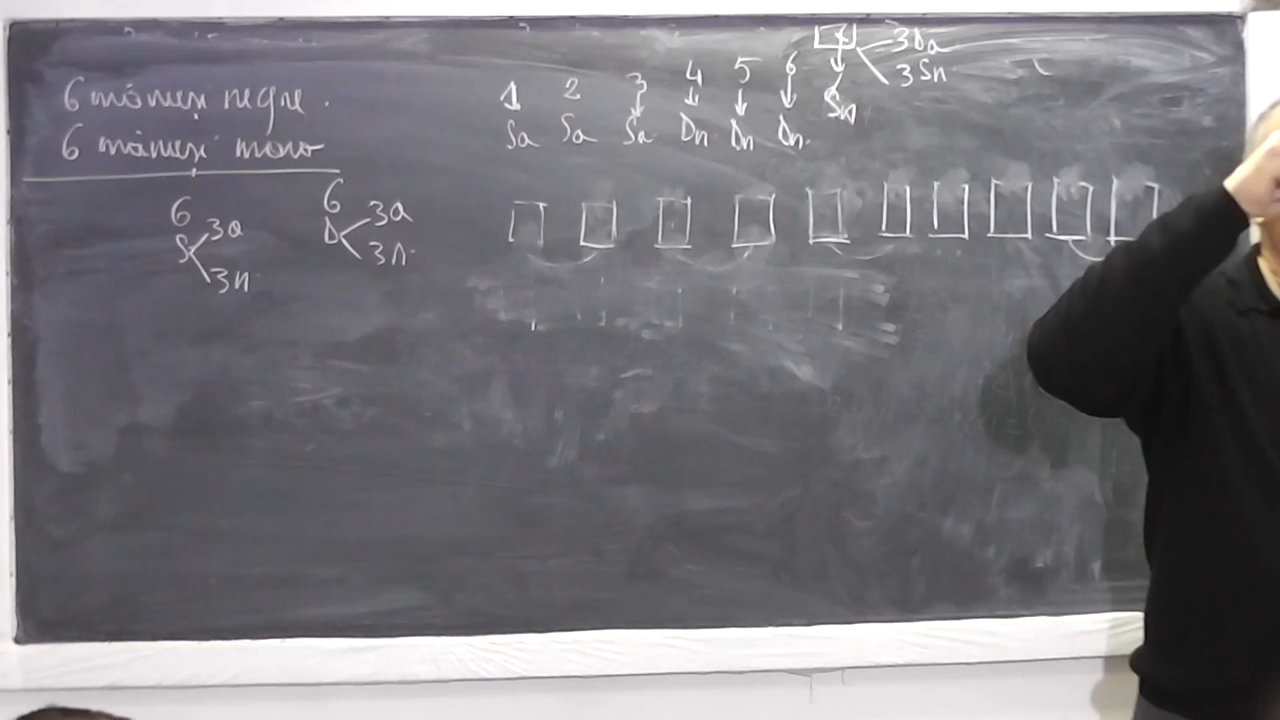 6 mănuși negre.
6 mănuși maro
6
S 3a
3n
6
D 3a
3n
1 2 3 4 5 6
Sa Sa Sa Dn Dn Dn Sn
3Da
3Sn